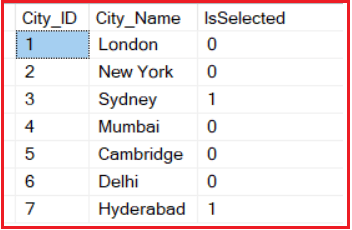 City_ID City_Name IsSelected
1 London 0
2 New York 0
3 Sydney 1
4 Mumbai 0
5 Cambridge 0
6 Delhi 0
7 Hyderabad 1